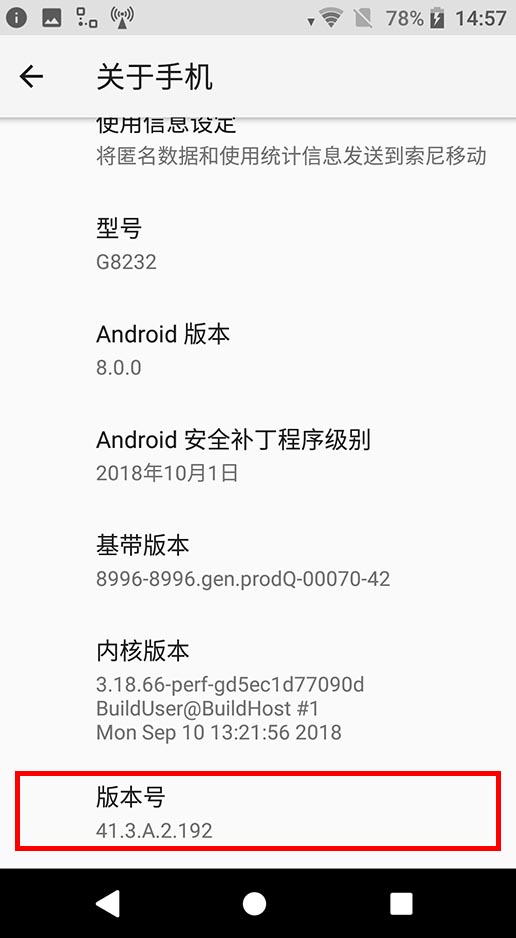 78% 14:57
关于手机
使用信息设定
将匿名数据和使用统计信息发送到索尼移动
型号
G8232
Android 版本
8.0.0
Android 安全补丁程序级别
2018年10月1日
基带版本
8996-8996.gen.prodQ-00070-42
内核版本
3.18.66-perf-gd5ec1d77090d
BuildUser@BuildHost #1
Mon Sep 10 13:21:56 2018
版本号
41.3.A.2.192